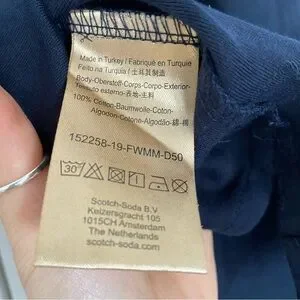 Made in Turkey / Fabriqué en Turquie
Feito na Turquia / 土耳其制造
Body-Oberstoff-Corps-Corpo-Exterior-
Tessuto esterno-表地-主料
100% Cotton-Baumwolle-Coton-
Algodon-Cotone-Algodão-綿-棉
152258-19-FWMM-D50
30
Scotch-Soda B.V
Keizersgracht 105
1015CH Amsterdam
The Netherlands
scotch-soda.com